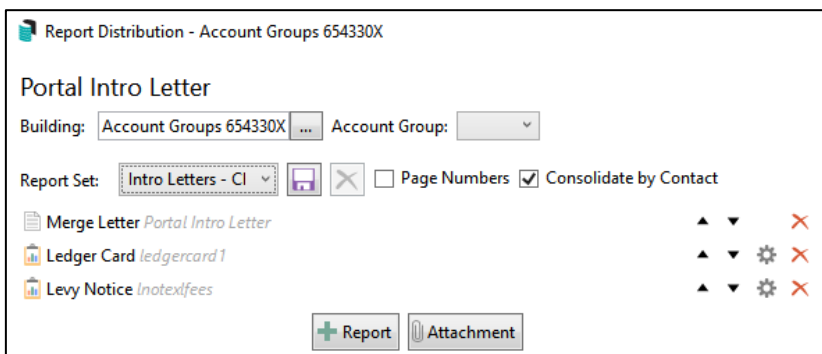 Report Distribution - Account Groups 654330X
Portal Intro Letter
Building: Account Groups 654330X ... Account Group:
Report Set: Intro Letters - Cl Page Numbers Consolidate by Contact
Merge Letter Portal Intro Letter
Ledger Card ledgercard1
Levy Notice lnotexlfees
Report Attachment